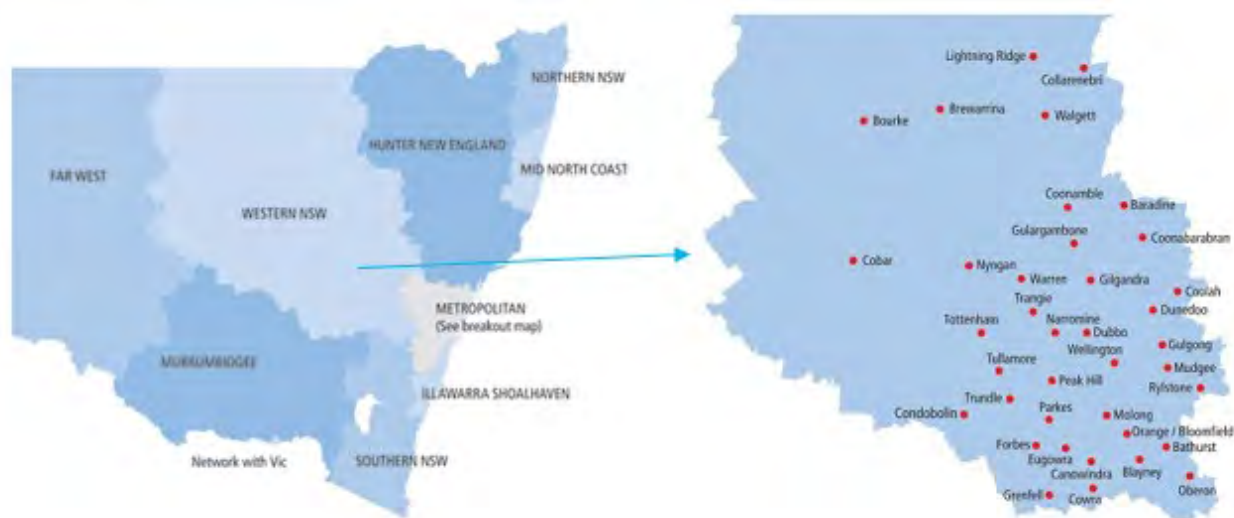 NORTHERN NSW
HUNTER NEW ENGLAND
MID NORTH COAST
FAR WEST
WESTERN NSW
METROPOLITAN
(See breakout map)
MURRUMBIDGEE
ILLAWARRA SHOALHAVEN
Network with Vic
SOUTHERN NSW
Lightning Ridge
Collarenebri
Brewarrina
Bourke
Walgett
Coonamble
Baradine
Gulargambone
Coonabarabran
Cobar
Nyngan
Warren
Gilgandra
Coolah
Trangie
Dunedoo
Tottenham
Narromine
Dubbo
Gulgong
Wellington
Tullamore
Mudgee
Peak Hill
Rylstone
Trundle
Condobolin
Parkes
Molong
Orange / Bloomfield
Forbes
Bathurst
Eugowra
Canowindra
Blayney
Oberon
Grenfell
Cowra